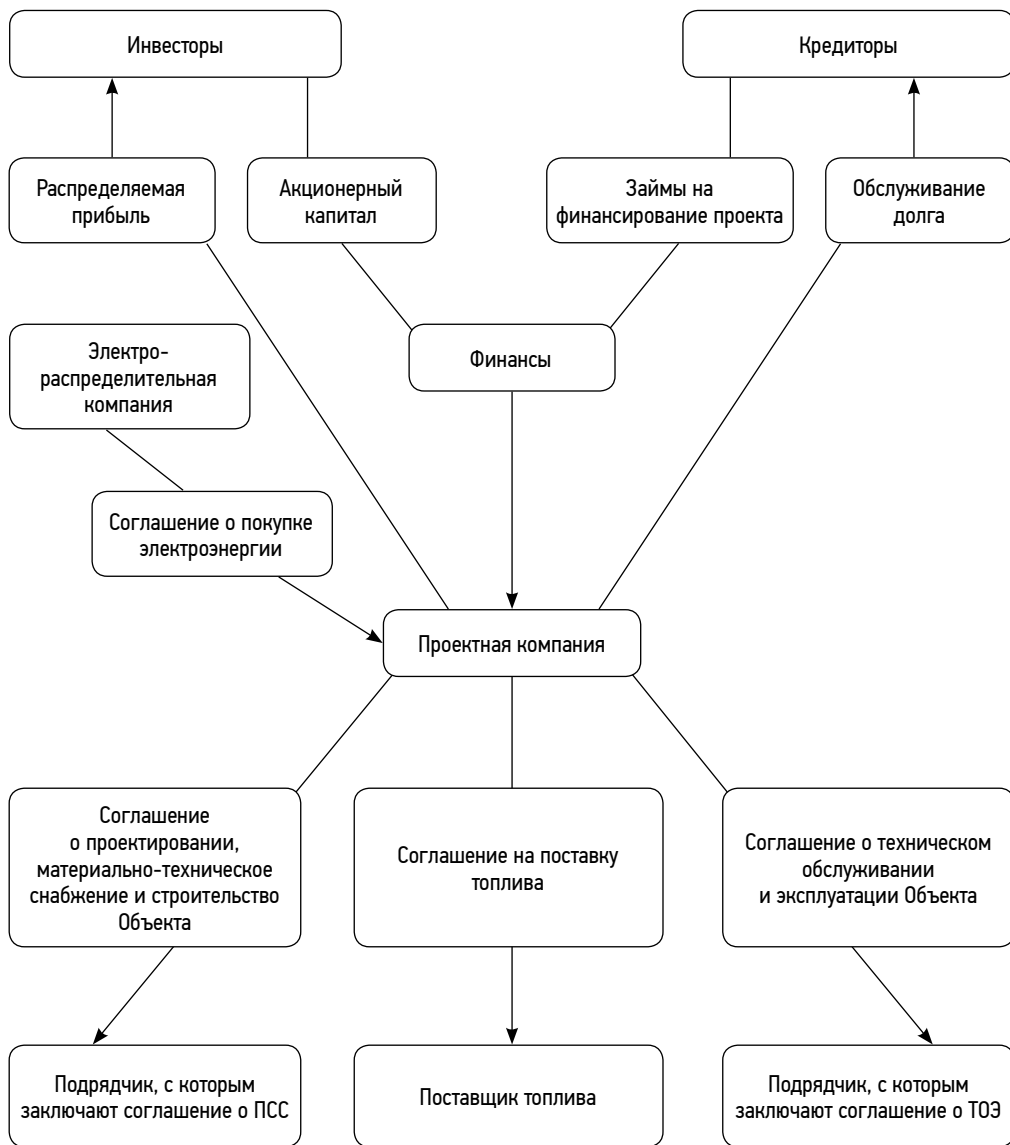 Инвесторы
Кредиторы
Распределяемая
прибыль
Акционерный
капитал
Займы на
финансирование проекта
Обслуживание
долга
Электро-
распределительная
компания
Финансы
Соглашение о покупке
электроэнергии
Проектная компания
Соглашение
о проектировании,
материально-техническое
снабжение и строительство
Объекта
Соглашение на поставку
топлива
Соглашение о техническом
обслуживании
и эксплуатации Объекта
Подрядчик, с которым
заключают соглашение о ПСС
Поставщик топлива
Подрядчик, с которым
заключают соглашение о ТОЭ